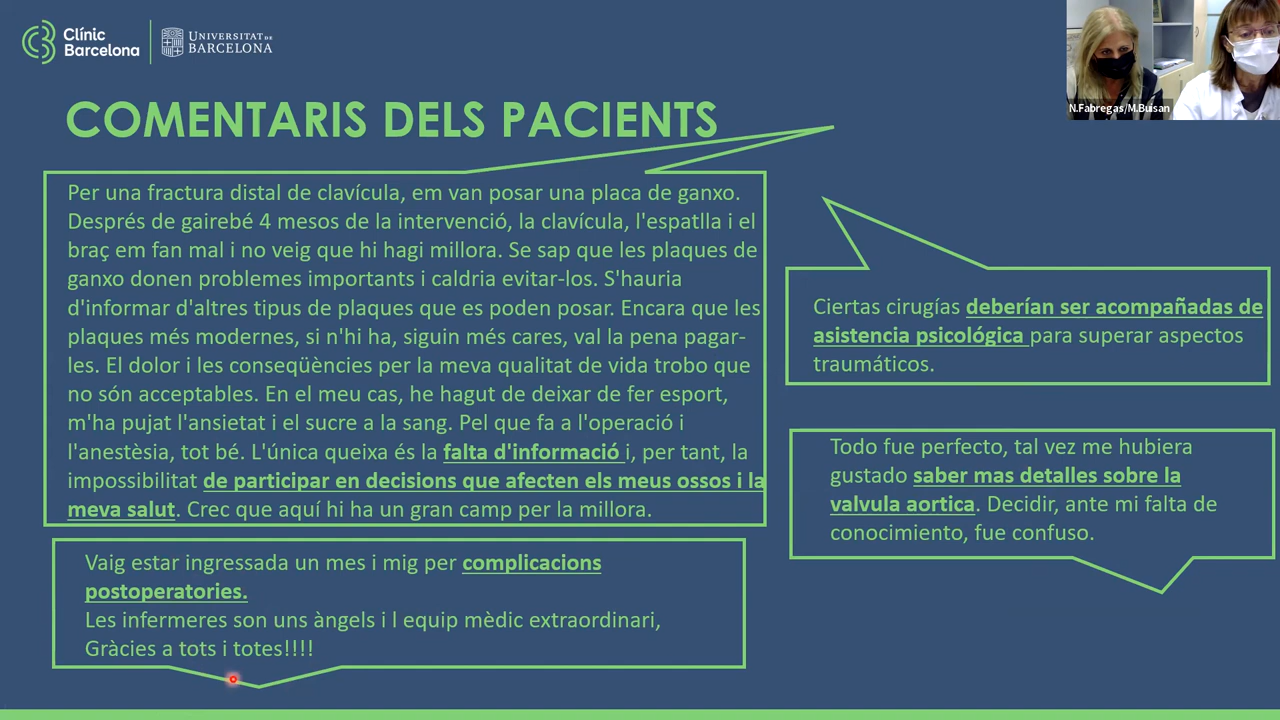 Clínic
Barcelona
UNIVERSITAT DE
BARCELONA
N.Fabregas/M.Buisan
COMENTARIS DELS PACIENTS
Per una fractura distal de clavícula, em van posar una placa de ganxo.
Després de gairebé 4 mesos de la intervenció, la clavícula, l'espatlla i el
braç em fan mal i no veig que hi hagi millora. Se sap que les plaques de
ganxo donen problemes importants i caldria evitar-los. S'hauria
d'informar d'altres tipus de plaques que es poden posar. Encara que les
plaques més modernes, si n'hi ha, siguin més cares, val la pena pagar-
les. El dolor i les conseqüències per la meva qualitat de vida trobo que
no són acceptables. En el meu cas, he hagut de deixar de fer esport,
m'ha pujat l'ansietat i el sucre a la sang. Pel que fa a l'operació i
l'anestèsia, tot bé. L'única queixa és la falta d'informació i, per tant, la
impossibilitat de participar en decisions que afecten els meus ossos i la
meva salut. Crec que aquí hi ha un gran camp per la millora.
Ciertas cirugías deberían ser acompañadas de
asistencia psicológica para superar aspectos
traumáticos.
Todo fue perfecto, tal vez me hubiera
gustado saber mas detalles sobre la
valvula aortica. Decidir, ante mi falta de
conocimiento, fue confuso.
Vaig estar ingressada un mes i mig per complicacions
postoperatories.
Les infermeres son uns àngels i l equip mèdic extraordinari,
Gràcies a tots i totes!!!!